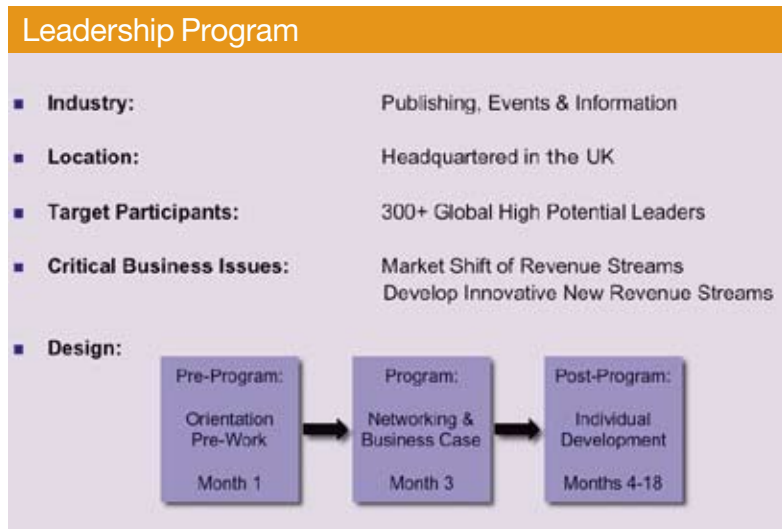 Leadership Program
Industry: Publishing, Events & Information
Location: Headquartered in the UK
Target Participants: 300+ Global High Potential Leaders
Critical Business Issues: Market Shift of Revenue Streams
Develop Innovative New Revenue Streams
Design:
Pre-Program:
Orientation
Pre-Work
Month 1
Program:
Networking &
Business Case
Month 3
Post-Program:
Individual
Development
Months 4-18